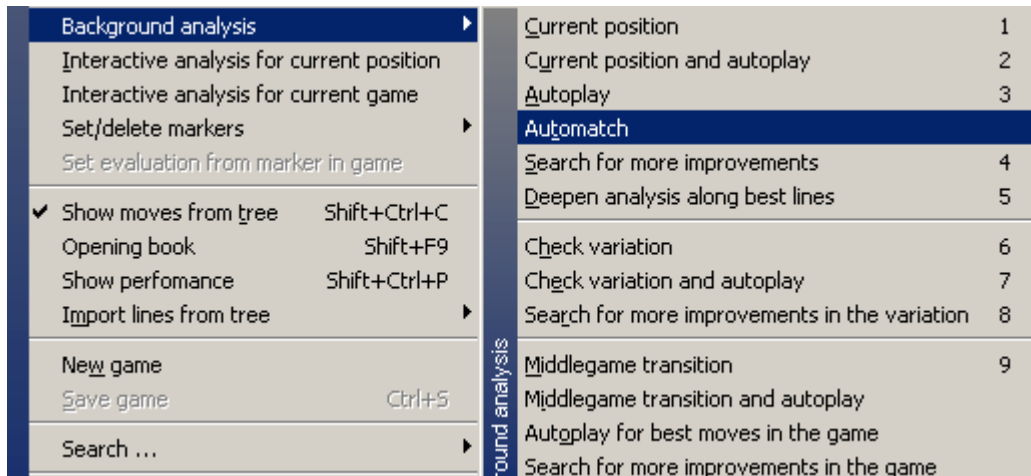 Background analysis
Interactive analysis for current position
Interactive analysis for current game
Set/delete markers
Set evaluation from marker in game
Show moves from tree Shift+Ctrl+C
Opening book Shift+F9
Show perfomance Shift+Ctrl+P
Import lines from tree
New game
Save game Ctrl+S
Search ...
Current position 1
Current position and autoplay 2
Autoplay 3
Automatch
Search for more improvements 4
Deepen analysis along best lines 5
Check variation 6
Check variation and autoplay 7
Search for more improvements in the variation 8
Middlegame transition 9
Middlegame transition and autoplay
Autoplay for best moves in the game
Search for more improvements in the game
round analysis